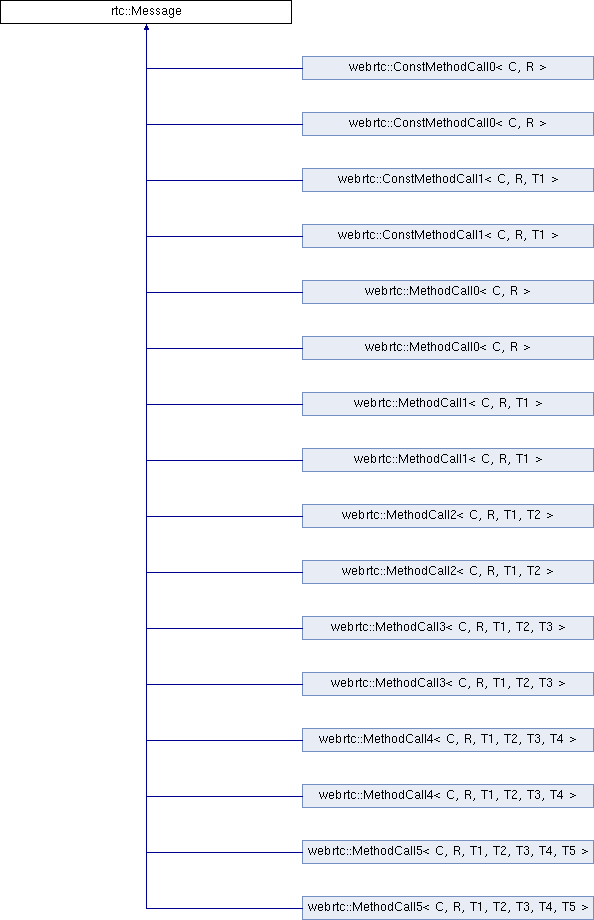 rtc::Message
webrtc::ConstMethodCall0< C, R >
webrtc::ConstMethodCall0< C, R >
webrtc::ConstMethodCall1< C, R, T1 >
webrtc::ConstMethodCall1< C, R, T1 >
webrtc::MethodCall0< C, R >
webrtc::MethodCall0< C, R >
webrtc::MethodCall1< C, R, T1 >
webrtc::MethodCall1< C, R, T1 >
webrtc::MethodCall2< C, R, T1, T2 >
webrtc::MethodCall2< C, R, T1, T2 >
webrtc::MethodCall3< C, R, T1, T2, T3 >
webrtc::MethodCall3< C, R, T1, T2, T3 >
webrtc::MethodCall4< C, R, T1, T2, T3, T4 >
webrtc::MethodCall4< C, R, T1, T2, T3, T4 >
webrtc::MethodCall5< C, R, T1, T2, T3, T4, T5 >
webrtc::MethodCall5< C, R, T1, T2, T3, T4, T5 >